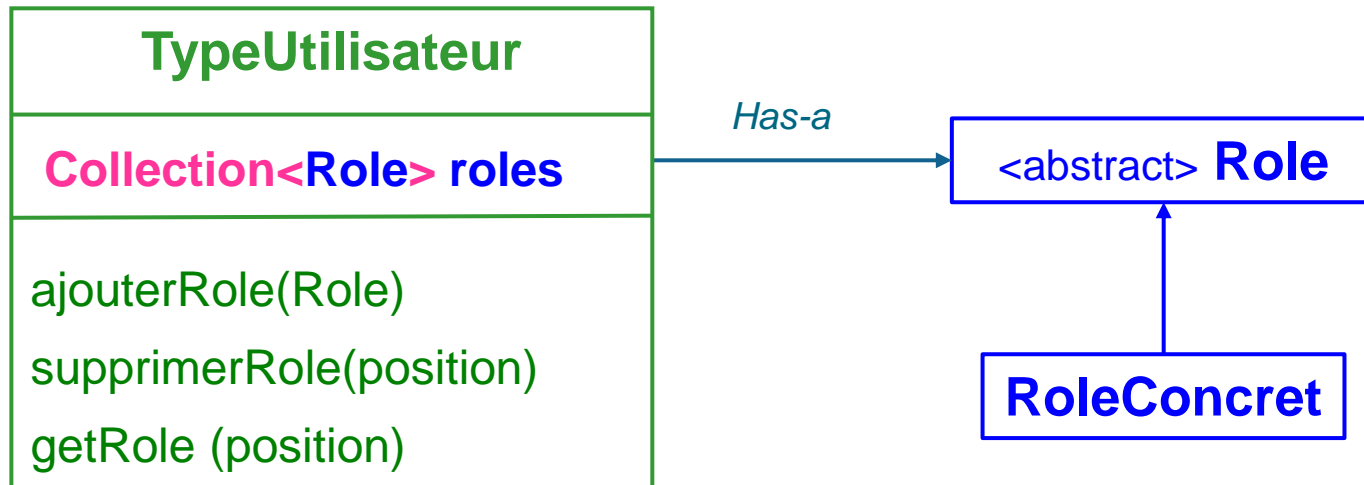 TypeUtilisateur
Collection<Role> roles
ajouterRole(Role)
supprimerRole(position)
getRole (position)
Has-a
<abstract> Role
RoleConcret